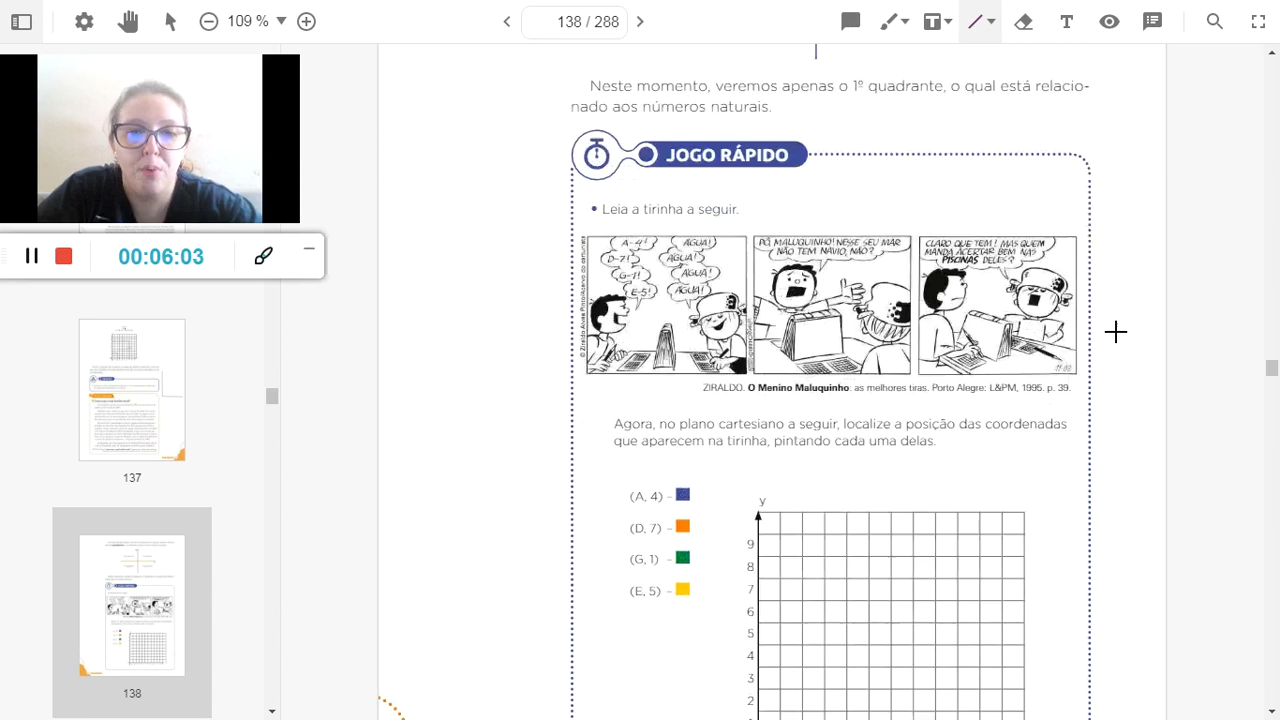 109 %
138 / 288
00:06:03
137
138
Neste momento, veremos apenas o 1º quadrante, o qual está relacio-
nado aos números naturais.
JOGO RÁPIDO
• Leia a tirinha a seguir.
A-4!
D-7!
G-1!
E-5!
ÁGUA!
ÁGUA!
ÁGUA!
ÁGUA!
PÔ, MALUQUINHO! NESSE SEU MAR
NÃO TEM NAVIO, NÃO?
CLARO QUE TEM! MAS QUEM
MANDA ACERTAR BEM NAS
PISCINAS DELES?
ZIRALDO. O Menino Maluquinho: as melhores tiras. Porto Alegre: L&PM, 1995. p. 39.
Agora, no plano cartesiano a seguir, localize a posição das coordenadas
que aparecem na tirinha, pintando cada uma delas.
(A, 4) –
(D, 7) –
(G, 1) –
(E, 5) –
y
9
8
7
6
5
4
3
2